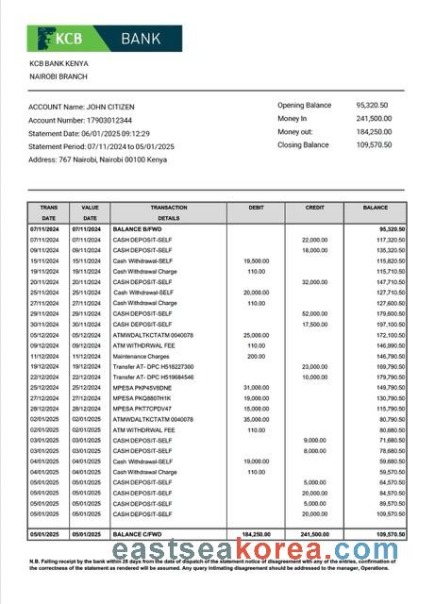 KCB BANK
KCB BANK KENYA
NAIROBI BRANCH
ACCOUNT Name: JOHN CITIZEN
Account Number: 17903012344
Statement Date: 06/01/2025 09:12:29
Statement Period: 07/11/2024 to 05/01/2025
Address: 767 Nairobi, Nairobi 00100 Kenya
Opening Balance 95,320.50
Money In 241,500.00
Money out: 184,250.00
Closing Balance 109,570.50
TRANS DATE VALUE DATE TRANSACTION DETAILS DEBIT CREDIT BALANCE
07/11/2024 07/11/2024 BALANCE B/FWD 95,320.50
07/11/2024 07/11/2024 CASH DEPOSIT-SELF 22,000.00 117,320.50
09/11/2024 09/11/2024 CASH DEPOSIT-SELF 18,000.00 135,320.50
15/11/2024 15/11/2024 Cash Withdrawal-SELF 19,500.00 115,820.50
19/11/2024 19/11/2024 Cash Withdrawal Charge 110.00 115,710.50
20/11/2024 20/11/2024 CASH DEPOSIT-SELF 32,000.00 147,710.50
25/11/2024 25/11/2024 Cash Withdrawal-SELF 20,000.00 127,710.50
27/11/2024 27/11/2024 Cash Withdrawal Charge 110.00 127,600.50
29/11/2024 29/11/2024 CASH DEPOSIT-SELF 52,000.00 179,600.50
30/11/2024 30/11/2024 CASH DEPOSIT-SELF 17,500.00 197,100.50
05/12/2024 05/12/2024 ATMWDALTKCTATM 0040078 25,000.00 172,100.50
09/12/2024 09/12/2024 ATM WITHDRWAL FEE 110.00 146,990.50
11/12/2024 11/12/2024 Maintenance Charges 200.00 146,790.50
19/12/2024 19/12/2024 Transfer AT- DPC H518227360 23,000.00 169,790.50
22/12/2024 22/12/2024 Transfer AT- DPC H519684546 10,000.00 179,790.50
25/12/2024 25/12/2024 MPESA PKP45V8DNE 31,000.00 149,790.50
27/12/2024 27/12/2024 MPESA PKQ8807H1K 19,000.00 130,790.50
28/12/2024 28/12/2024 MPESA PKT7CPDV47 15,000.00 115,790.50
02/01/2025 02/01/2025 ATMWDALTKCTATM 0040078 35,000.00 80,790.50
02/01/2025 02/01/2025 ATM WITHDRWAL FEE 110.00 80,680.50
03/01/2025 03/01/2025 CASH DEPOSIT-SELF 9,000.00 71,680.50
03/01/2025 03/01/2025 CASH DEPOSIT-SELF 8,000.00 78,680.50
04/01/2025 04/01/2025 Cash Withdrawal-SELF 19,000.00 59,680.50
04/01/2025 04/01/2025 Cash Withdrawal Charge 110.00 59,570.50
05/01/2025 05/01/2025 CASH DEPOSIT-SELF 5,000.00 64,570.50
05/01/2025 05/01/2025 CASH DEPOSIT-SELF 20,000.00 84,570.50
05/01/2025 05/01/2025 CASH DEPOSIT-SELF 5,000.00 89,570.50
05/01/2025 05/01/2025 CASH DEPOSIT-SELF 20,000.00 109,570.50
05/01/2025 05/01/2025 BALANCE C/FWD 184,250.00 241,500.00 109,570.50
eastseakorea.com
N.B. Failing receipt by the bank within 28 days from the date of dispatch of the statement notice of disagreement with any of the entries, confirmation of
the correctness of the statement as rendered will be assumed. Any query intimating disagreement should be addressed to the manager, Operations.